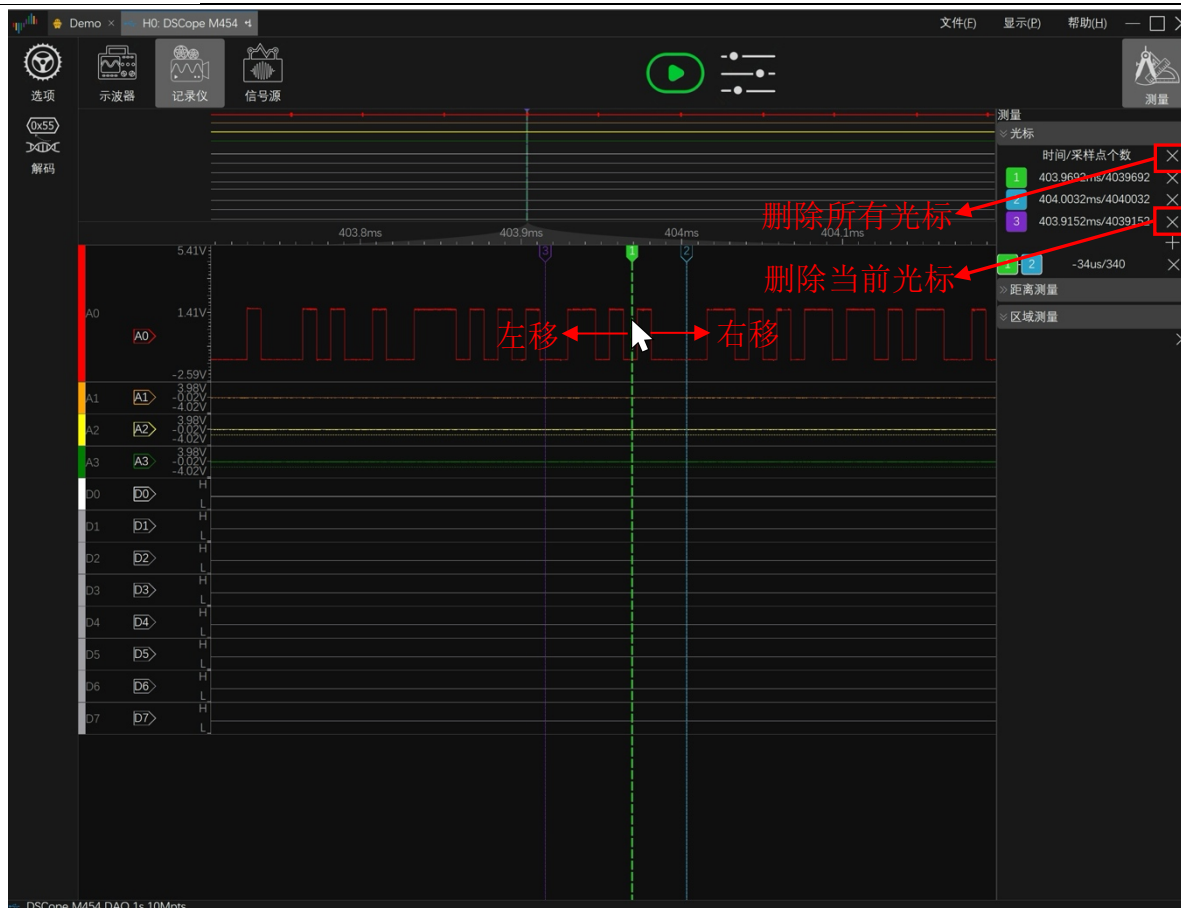 Demo × H0: DSCope M454 文件(F) 显示(P) 帮助(H)
选项 示波器 记录仪 信号源 测量
0x55
解码
测量
光标
时间/采样点个数
1 403.9692ms/4039692
2 404.0032ms/4040032
3 403.9152ms/4039152
删除所有光标
403.8ms 403.9ms 404ms 404.1ms
5.41V
3 1 2
1-2 -34us/340
删除当前光标
距离测量
A0 1.41V
区域测量
A0
左移 右移
-2.59V
3.98V
A1 A1 -0.02V
-4.02V
3.98V
A2 A2 -0.02V
-4.02V
3.98V
A3 A3 -0.02V
-4.02V
H
D0 D0
L
H
D1 D1
L
H
D2 D2
L
H
D3 D3
L
H
D4 D4
L
H
D5 D5
L
H
D6 D6
L
H
D7 D7
L
DSCope M454 DAQ 1s 10Mpts